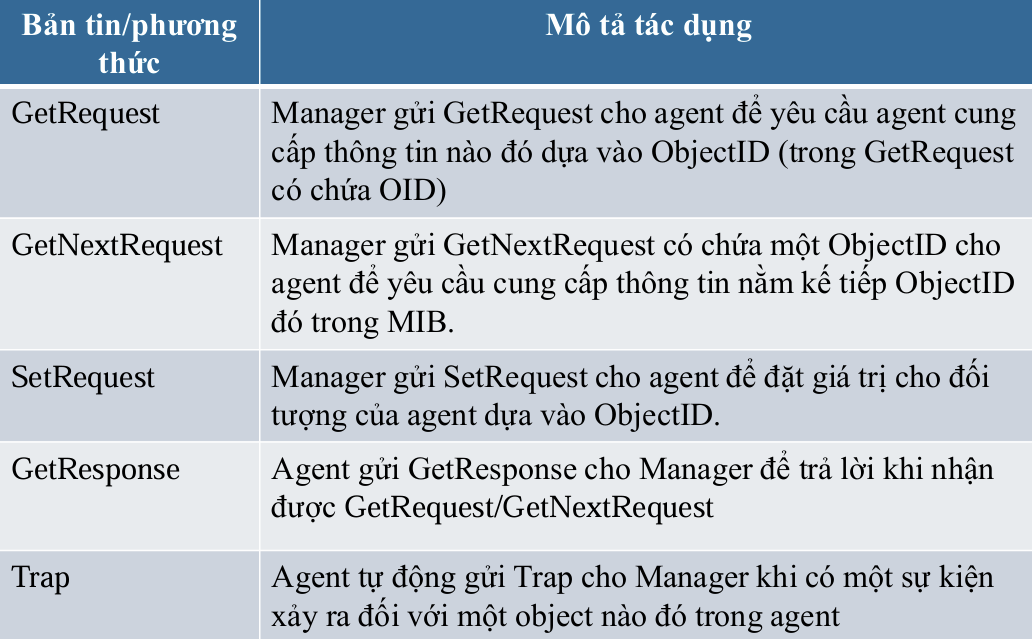 Bản tin/phương
thức
Mô tả tác dụng
GetRequest
Manager gửi GetRequest cho agent để yêu cầu agent cung
cấp thông tin nào đó dựa vào ObjectID (trong GetRequest
có chứa OID)
GetNextRequest
Manager gửi GetNextRequest có chứa một ObjectID cho
agent để yêu cầu cung cấp thông tin nằm kế tiếp ObjectID
đó trong MIB.
SetRequest
Manager gửi SetRequest cho agent để đặt giá trị cho đối
tượng của agent dựa vào ObjectID.
GetResponse
Agent gửi GetResponse cho Manager để trả lời khi nhận
được GetRequest/GetNextRequest
Trap
Agent tự động gửi Trap cho Manager khi có một sự kiện
xảy ra đối với một object nào đó trong agent